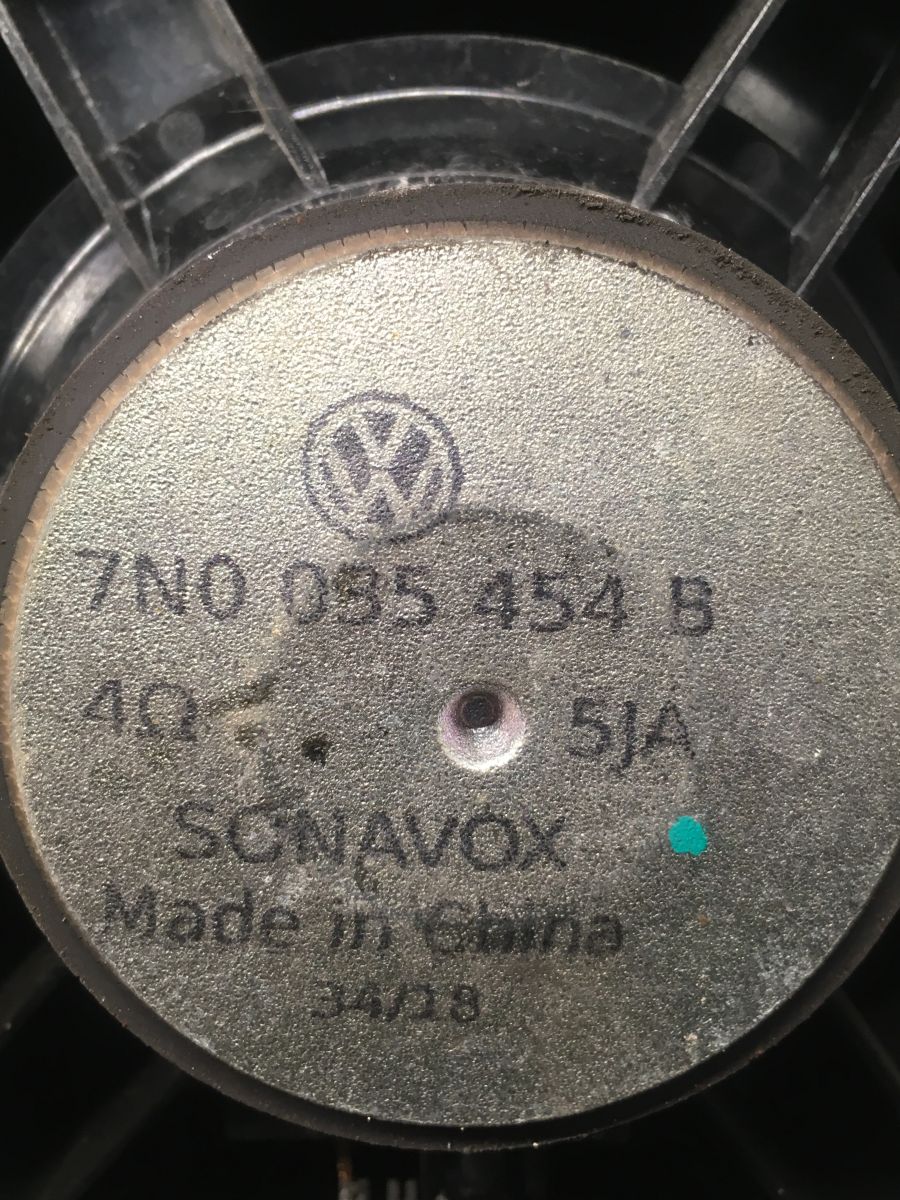 7N0 035 454 B
4Ω 5JA
SONAVOX
Made in China
34/18